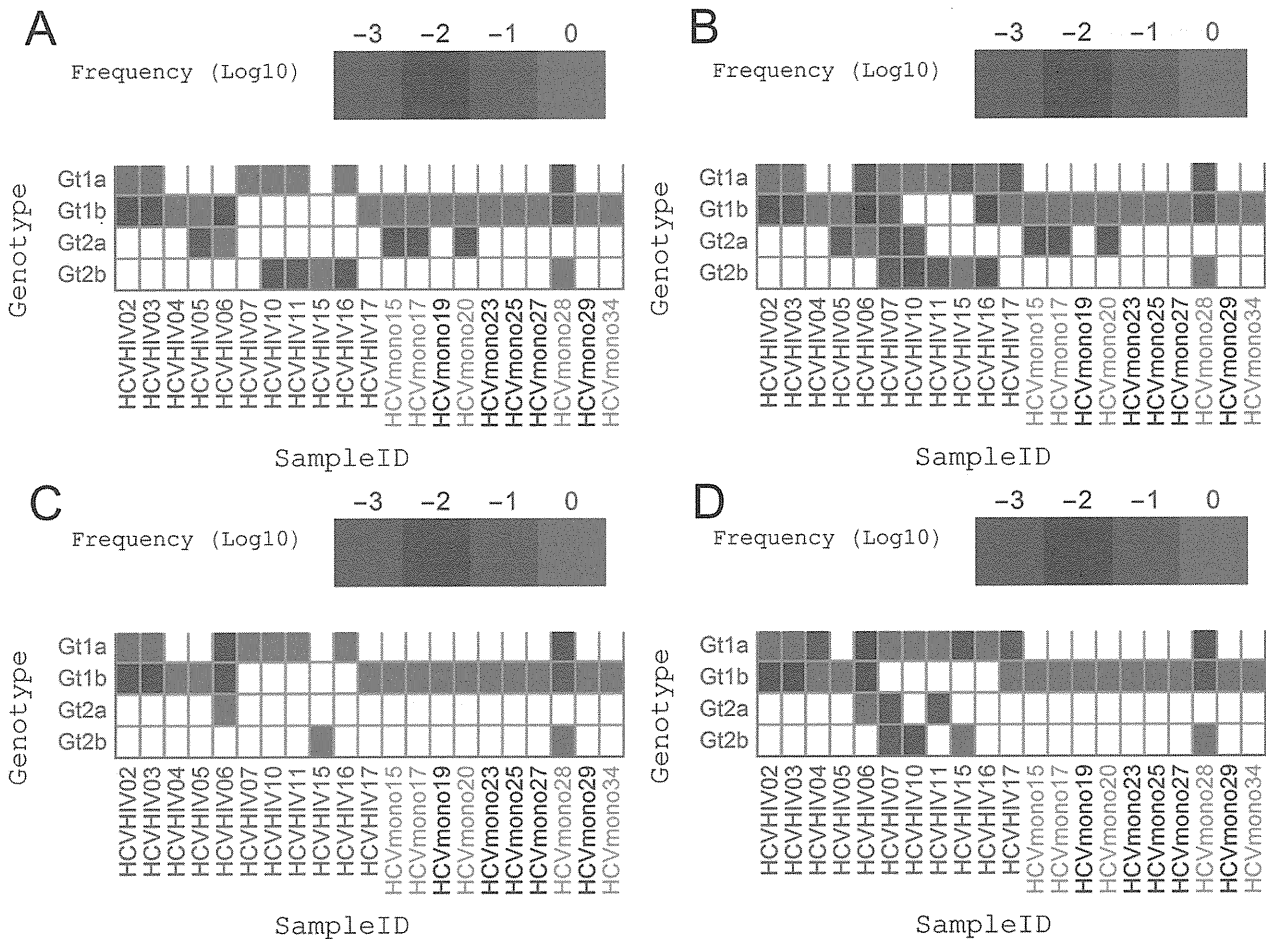 A
−3 −2 −1 0
Frequency (Log10)
Genotype
Gt1a
Gt1b
Gt2a
Gt2b
HCVHIV02
HCVHIV03
HCVHIV04
HCVHIV05
HCVHIV06
HCVHIV07
HCVHIV10
HCVHIV11
HCVHIV15
HCVHIV16
HCVHIV17
HCVmono15
HCVmono17
HCVmono19
HCVmono20
HCVmono23
HCVmono25
HCVmono27
HCVmono28
HCVmono29
HCVmono34
SampleID
B
−3 −2 −1 0
Frequency (Log10)
Genotype
Gt1a
Gt1b
Gt2a
Gt2b
HCVHIV02
HCVHIV03
HCVHIV04
HCVHIV05
HCVHIV06
HCVHIV07
HCVHIV10
HCVHIV11
HCVHIV15
HCVHIV16
HCVHIV17
HCVmono15
HCVmono17
HCVmono19
HCVmono20
HCVmono23
HCVmono25
HCVmono27
HCVmono28
HCVmono29
HCVmono34
SampleID
C
−3 −2 −1 0
Frequency (Log10)
Genotype
Gt1a
Gt1b
Gt2a
Gt2b
HCVHIV02
HCVHIV03
HCVHIV04
HCVHIV05
HCVHIV06
HCVHIV07
HCVHIV10
HCVHIV11
HCVHIV15
HCVHIV16
HCVHIV17
HCVmono15
HCVmono17
HCVmono19
HCVmono20
HCVmono23
HCVmono25
HCVmono27
HCVmono28
HCVmono29
HCVmono34
SampleID
D
−3 −2 −1 0
Frequency (Log10)
Genotype
Gt1a
Gt1b
Gt2a
Gt2b
HCVHIV02
HCVHIV03
HCVHIV04
HCVHIV05
HCVHIV06
HCVHIV07
HCVHIV10
HCVHIV11
HCVHIV15
HCVHIV16
HCVHIV17
HCVmono15
HCVmono17
HCVmono19
HCVmono20
HCVmono23
HCVmono25
HCVmono27
HCVmono28
HCVmono29
HCVmono34
SampleID